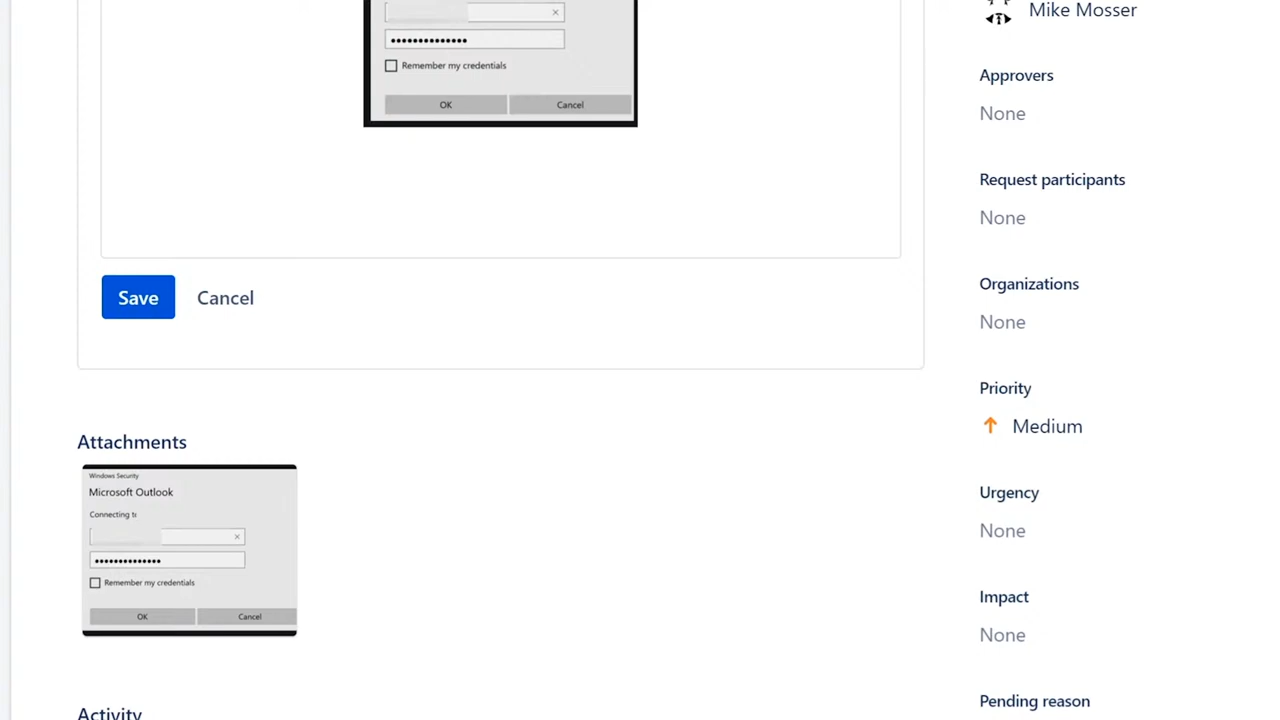 ••••••••••••••
Remember my credentials
OK Cancel
Save Cancel
Attachments
Windows Security
Microsoft Outlook
Connecting to
••••••••••••••
Remember my credentials
OK Cancel
Activity
Mike Mosser
Approvers
None
Request participants
None
Organizations
None
Priority
Medium
Urgency
None
Impact
None
Pending reason